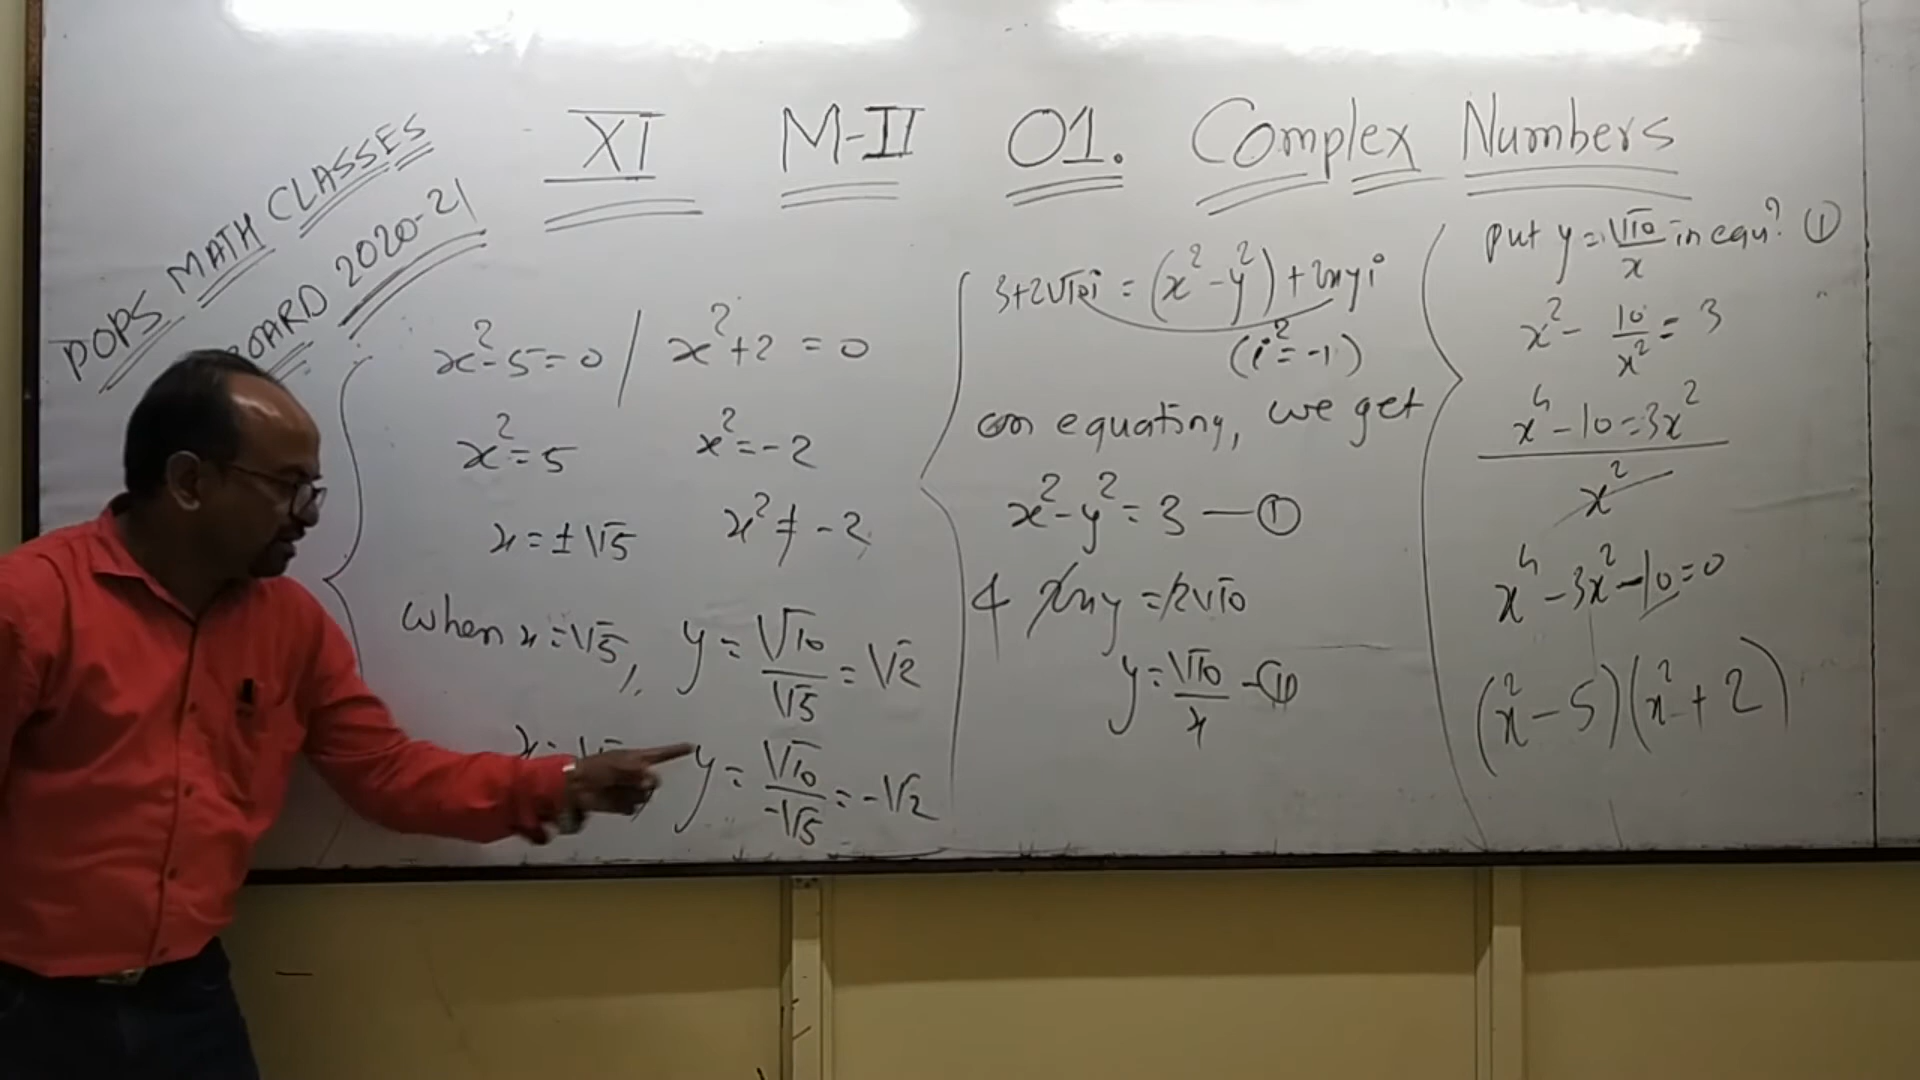 POPS MATH CLASSES
BOARD 2020-21
XI M-II 01. Complex Numbers
x²-5=0 / x²+2=0
x²=5 x²=-2
x=±√5 x²≠-2
when x=√5, y=√10/√5=√2
y=√10/-√5=-√2
3+2√10i=(x²-y²)+2xyi
(i²=-1)
on equating, we get
x²-y²=3 —①
& 2xy=2√10
y=√10/x -⑪
put y=√10/x in equⁿ ①
x²-10/x²=3
x⁴-10=3x²
x²
x⁴-3x²-10=0
(x²-5)(x²+2)